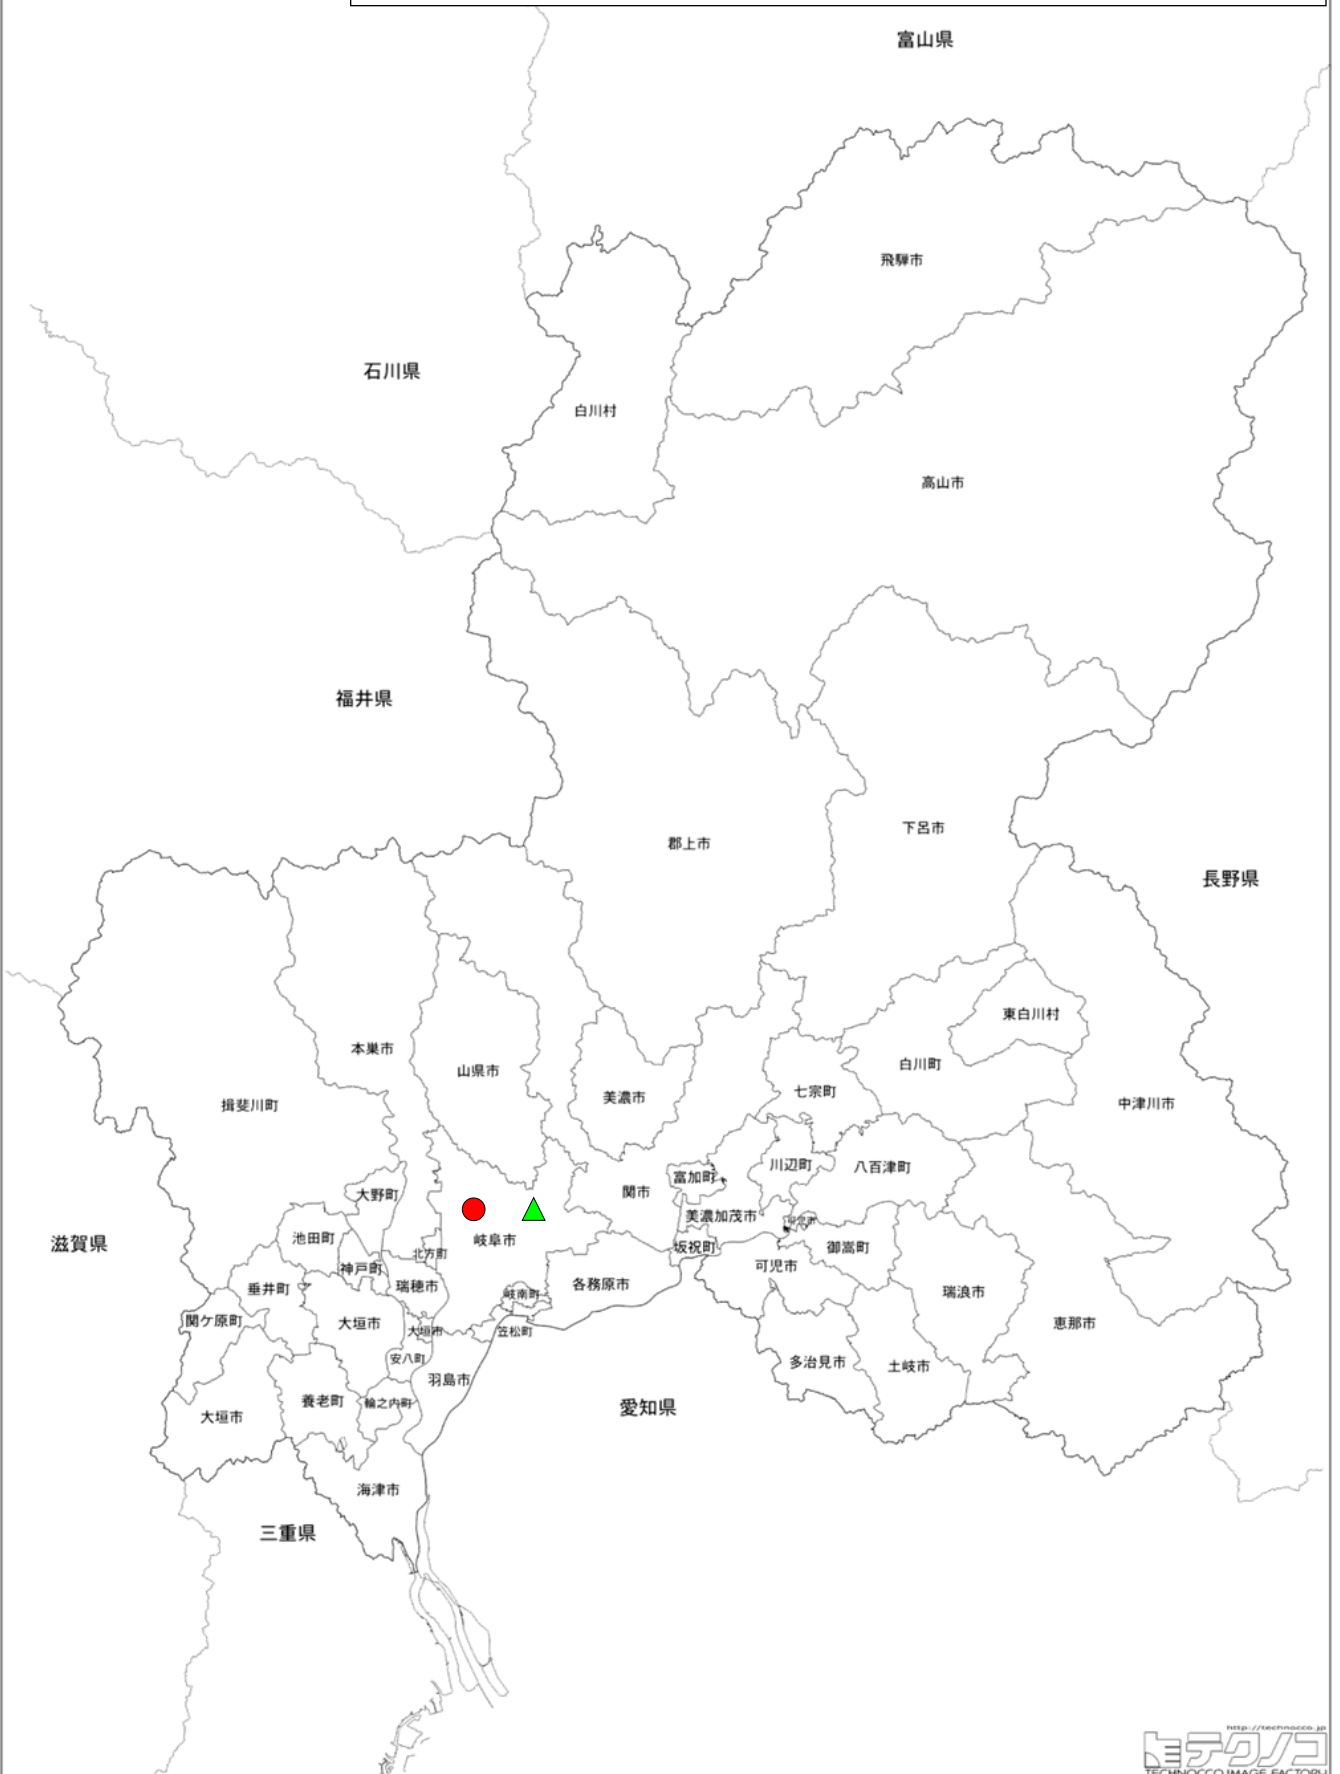 富山県
飛騨市
石川県
白川村
高山市
福井県
郡上市
下呂市
長野県
東白川村
本巣市
山県市
白川町
美濃市
七宗町
揖斐川町
中津川市
川辺町
八百津町
富加町
関市
大野町
美濃加茂市
池田町
岐阜市
滋賀県
坂祝町
御嵩町
北方町
可児市
神戸町
各務原市
瑞穂市
垂井町
岐南町
瑞浪市
関ケ原町
大垣市
恵那市
大垣市
笠松町
安八町
多治見市
土岐市
羽島市
養老町
輪之内町
愛知県
大垣市
海津市
三重県
http://technocco.jp
テクノコ
TECHNOCCO IMAGE FACTORY